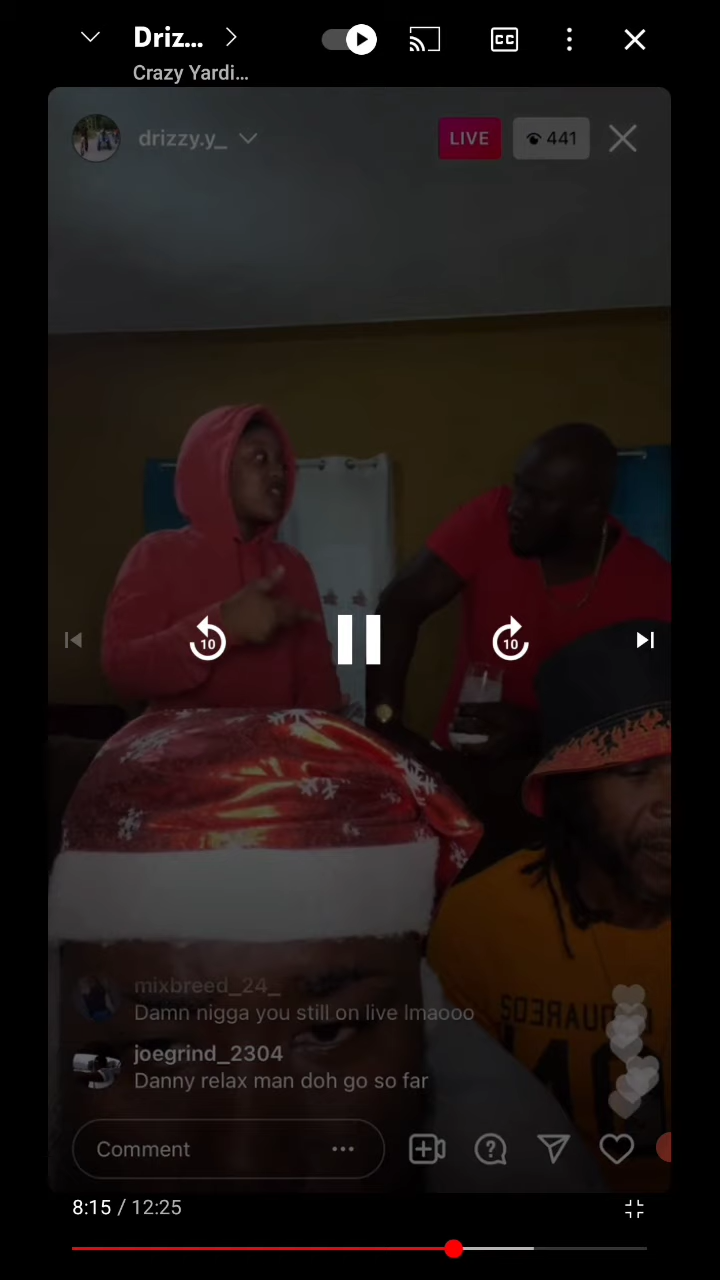 Driz...
Crazy Yardi...
drizzy.y_
LIVE
441
10
10
SQUARED
mixbreed_24_
Damn nigga you still on live lmaooo
joegrind_2304
Danny relax man doh go so far
Comment
8:15 / 12:25